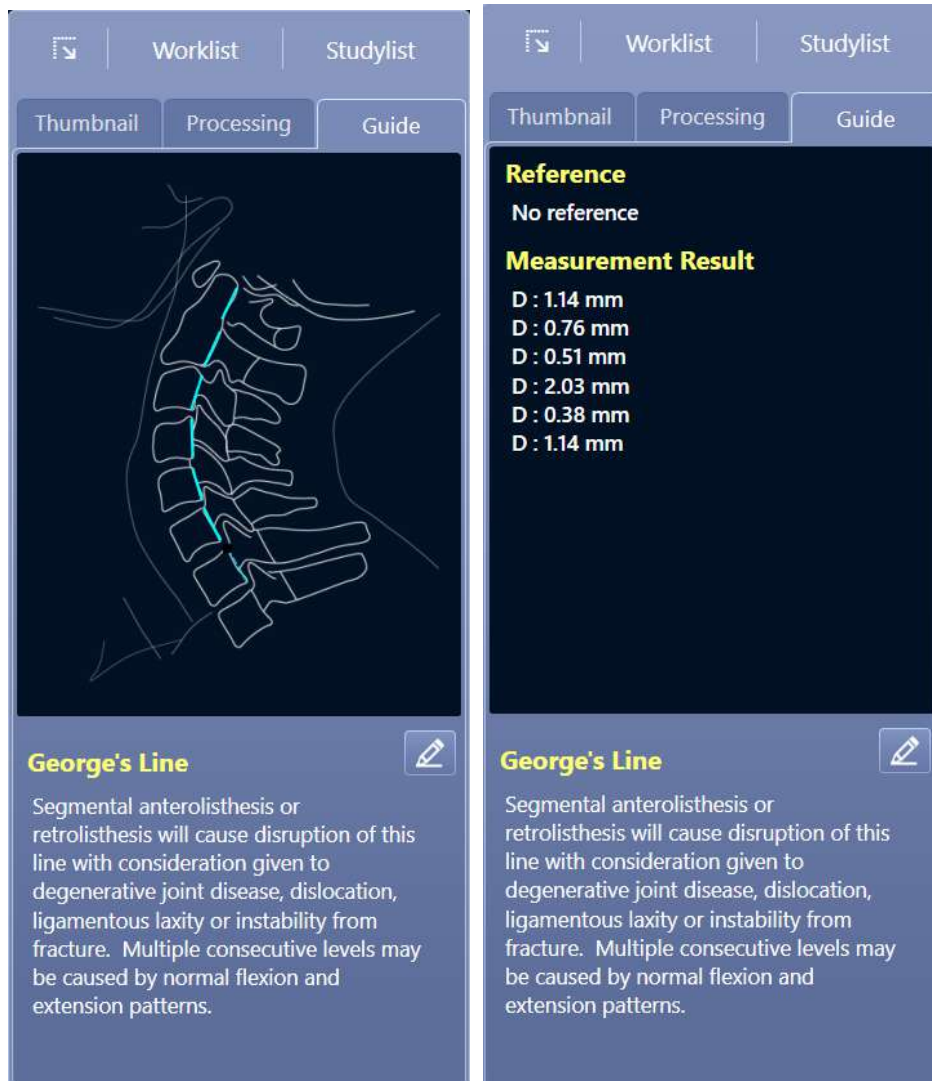 Worklist
Studylist
Thumbnail
Processing
Guide
George's Line
Segmental anterolisthesis or
retrolisthesis will cause disruption of this
line with consideration given to
degenerative joint disease, dislocation,
ligamentous laxity or instability from
fracture.  Multiple consecutive levels may
be caused by normal flexion and
extension patterns.
Worklist
Studylist
Thumbnail
Processing
Guide
Reference
No reference
Measurement Result
D : 1.14 mm
D : 0.76 mm
D : 0.51 mm
D : 2.03 mm
D : 0.38 mm
D : 1.14 mm
George's Line
Segmental anterolisthesis or
retrolisthesis will cause disruption of this
line with consideration given to
degenerative joint disease, dislocation,
ligamentous laxity or instability from
fracture.  Multiple consecutive levels may
be caused by normal flexion and
extension patterns.